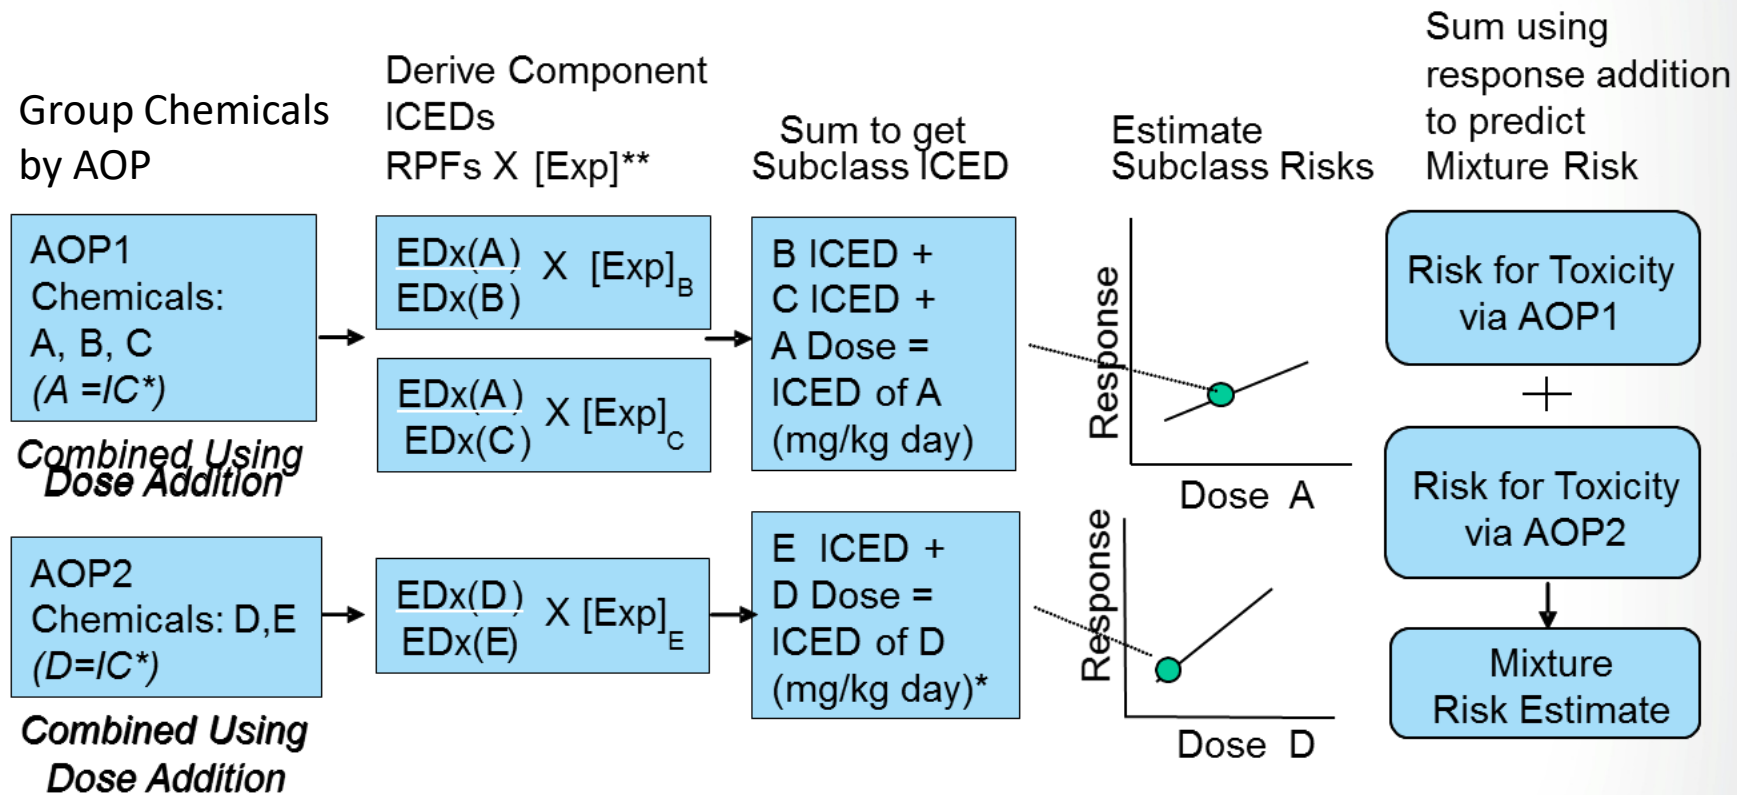 Group Chemicals
by AOP
Derive Component
ICEDs
RPFs X [Exp]**
Sum to get
Subclass ICED
Estimate
Subclass Risks
Sum using
response addition
to predict
Mixture Risk
AOP1
Chemicals:
A, B, C
(A =IC*)
Combined Using
Dose Addition
EDx(A)
EDx(B)
X [Exp]B
EDx(A)
EDx(C)
X [Exp]C
B ICED +
C ICED +
A Dose =
ICED of A
(mg/kg day)
Response
Dose A
Risk for Toxicity
via AOP1
+
Risk for Toxicity
via AOP2
Mixture
Risk Estimate
AOP2
Chemicals: D,E
(D=IC*)
Combined Using
Dose Addition
EDx(D)
EDx(E)
X [Exp]E
E ICED +
D Dose =
ICED of D
(mg/kg day)*
Response
Dose D